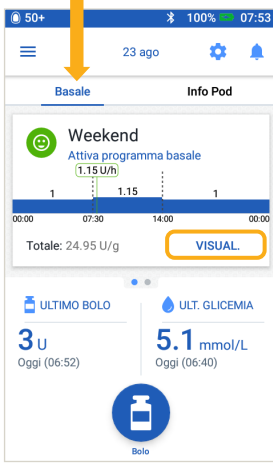 50+ 100% 07:53
23 ago
Basale Info Pod
Weekend
Attiva programma basale
1.15 U/h
1 1.15 1
00:00 07:30 14:00 00:00
Totale: 24.95 U/g VISUAL.
ULTIMO BOLO ULT. GLICEMIA
3 U 5.1 mmol/L
Oggi (06:52) Oggi (06:40)
Bolo